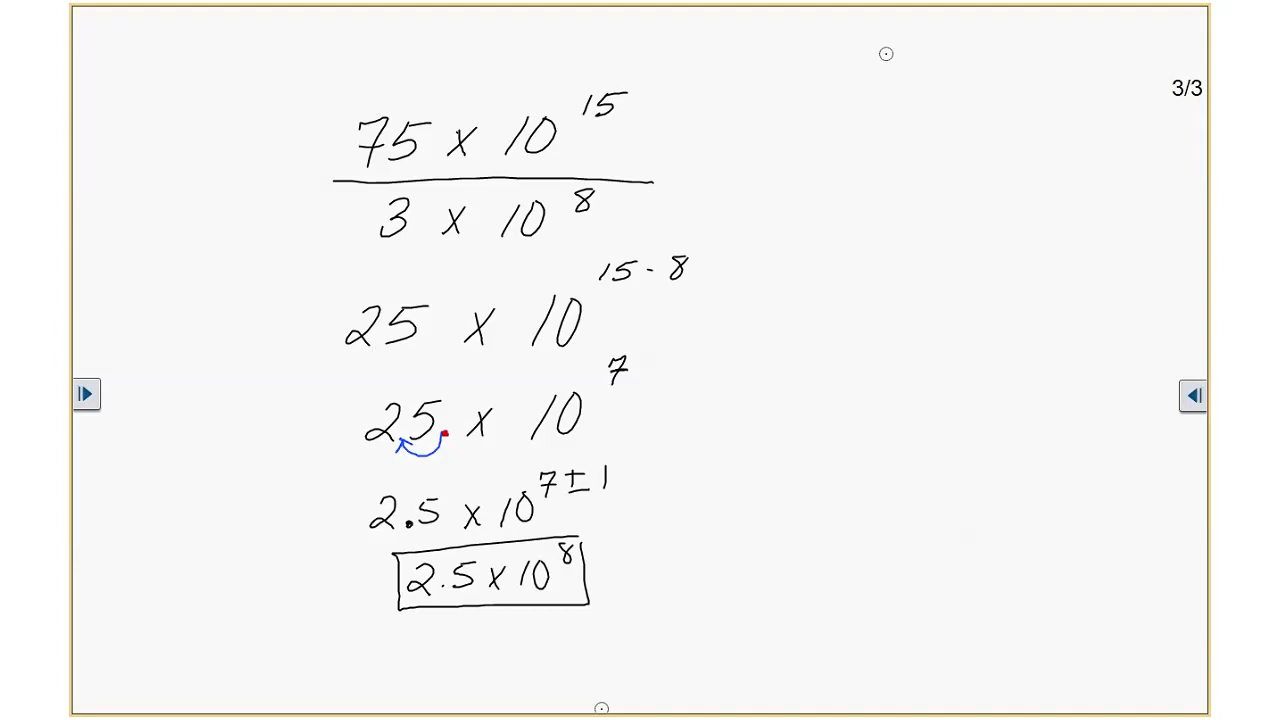 3/3
75 x 10^15
3 x 10^8
25 x 10^15-8
25. x 10^7
2.5 x 10^7±1
2.5 x 10^8